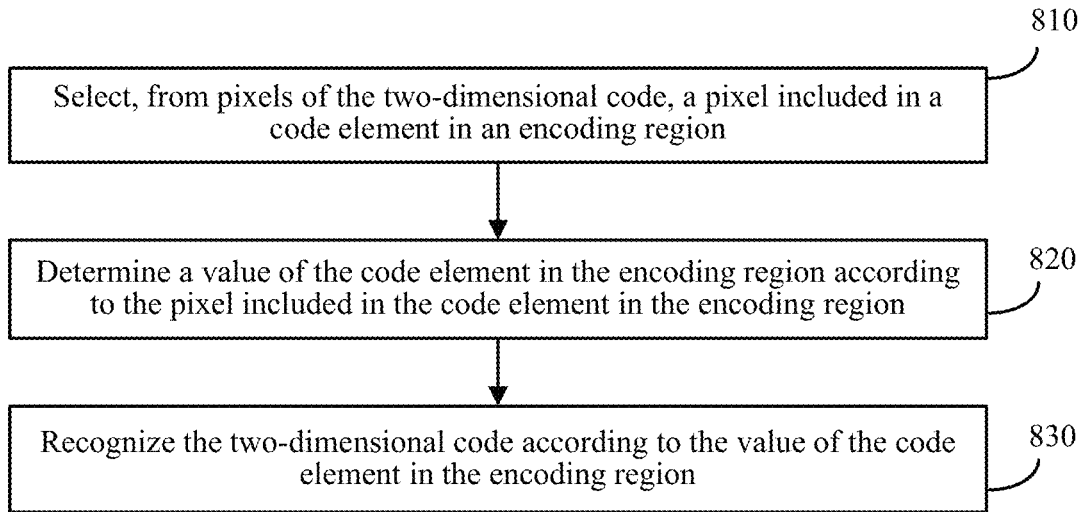 810
Select, from pixels of the two-dimensional code, a pixel included in a
code element in an encoding region
820
Determine a value of the code element in the encoding region according
to the pixel included in the code element in the encoding region
830
Recognize the two-dimensional code according to the value of the code
element in the encoding region